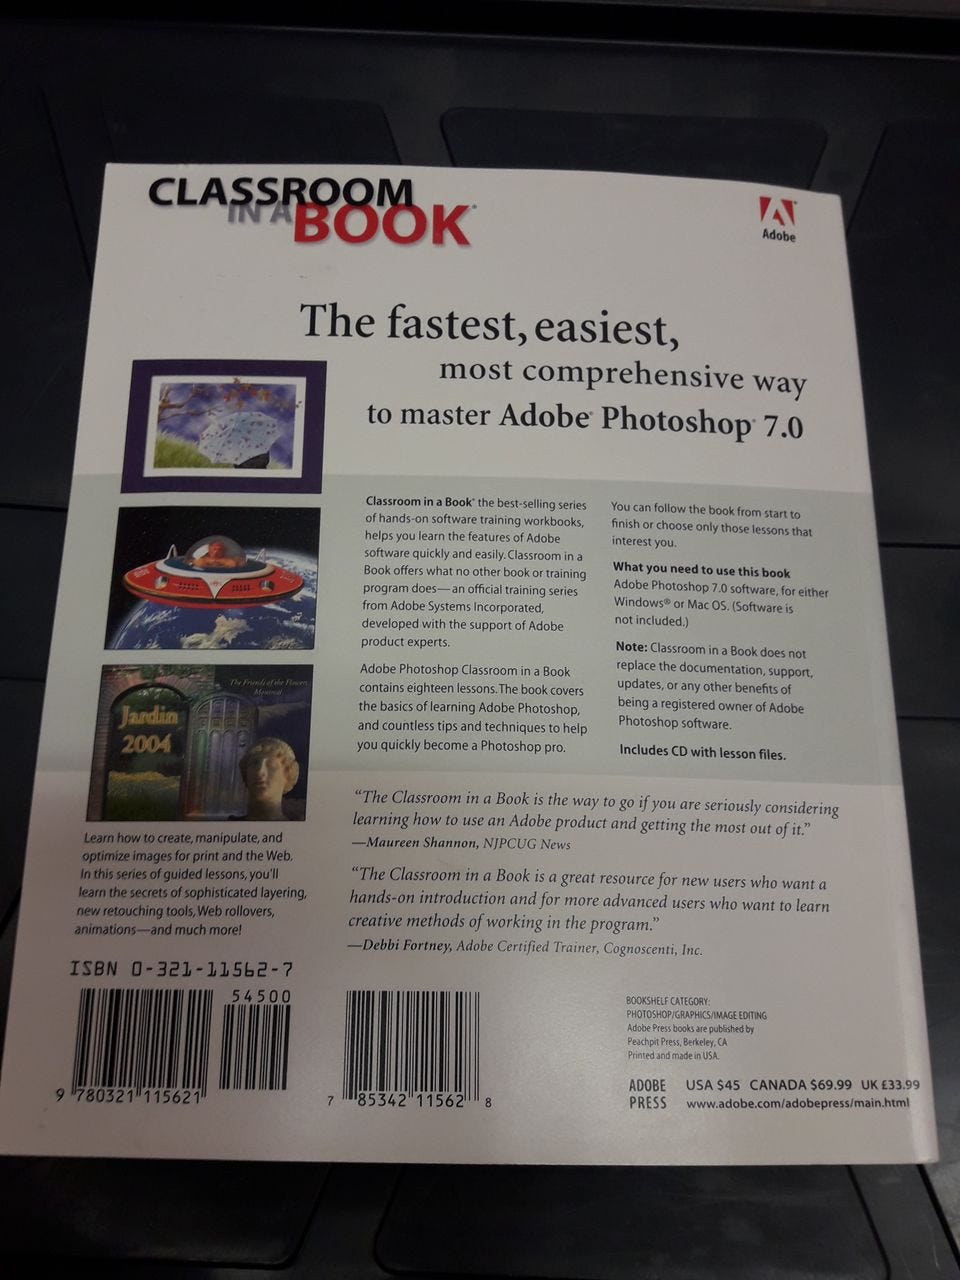 CLASSROOM
IN A BOOK®
Adobe
The fastest, easiest,
most comprehensive way
to master Adobe® Photoshop® 7.0
The Friends of the Flowers
Montreal
Jardin
2004
Learn how to create, manipulate, and
optimize images for print and the Web.
In this series of guided lessons, you'll
learn the secrets of sophisticated layering,
new retouching tools, Web rollovers,
animations—and much more!
Classroom in a Book® the best-selling series
of hands-on software training workbooks,
helps you learn the features of Adobe
software quickly and easily. Classroom in a
Book offers what no other book or training
program does—an official training series
from Adobe Systems Incorporated,
developed with the support of Adobe
product experts.
Adobe Photoshop Classroom in a Book
contains eighteen lessons. The book covers
the basics of learning Adobe Photoshop,
and countless tips and techniques to help
you quickly become a Photoshop pro.
You can follow the book from start to
finish or choose only those lessons that
interest you.
What you need to use this book
Adobe Photoshop 7.0 software, for either
Windows® or Mac OS. (Software is
not included.)
Note: Classroom in a Book does not
replace the documentation, support,
updates, or any other benefits of
being a registered owner of Adobe
Photoshop software.
Includes CD with lesson files.
“The Classroom in a Book is the way to go if you are seriously considering
learning how to use an Adobe product and getting the most out of it.”
—Maureen Shannon, NJPCUG News
“The Classroom in a Book is a great resource for new users who want a
hands-on introduction and for more advanced users who want to learn
creative methods of working in the program.”
—Debbi Fortney, Adobe Certified Trainer, Cognoscenti, Inc.
ISBN 0-321-11562-7
54500
9 780321 115621
7 85342 11562 8
BOOKSHELF CATEGORY:
PHOTOSHOP/GRAPHICS/IMAGE EDITING
Adobe Press books are published by
Peachpit Press, Berkeley, CA
Printed and made in USA.
ADOBE PRESS
USA $45 CANADA $69.99 UK £33.99
www.adobe.com/adobepress/main.html